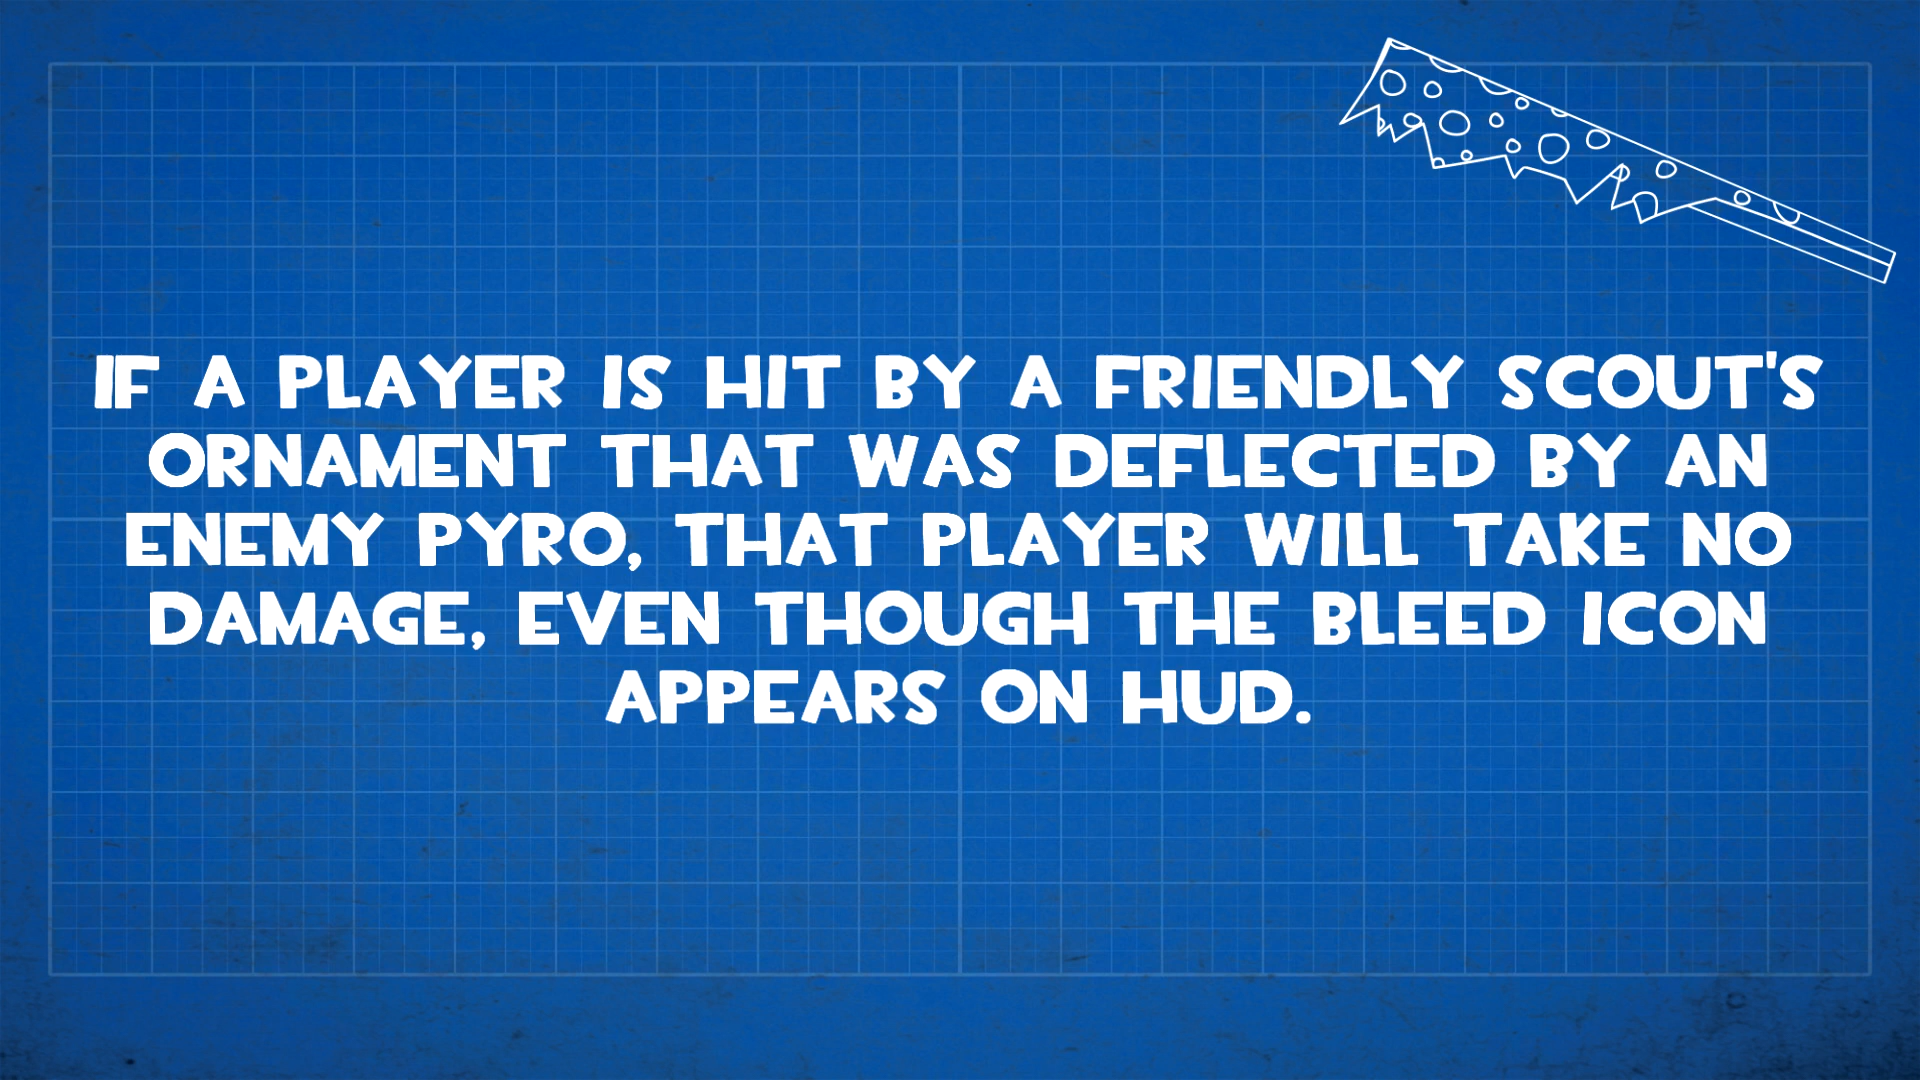 IF A PLAYER IS HIT BY A FRIENDLY SCOUT'S
ORNAMENT THAT WAS DEFLECTED BY AN
ENEMY PYRO, THAT PLAYER WILL TAKE NO
DAMAGE, EVEN THOUGH THE BLEED ICON
APPEARS ON HUD.